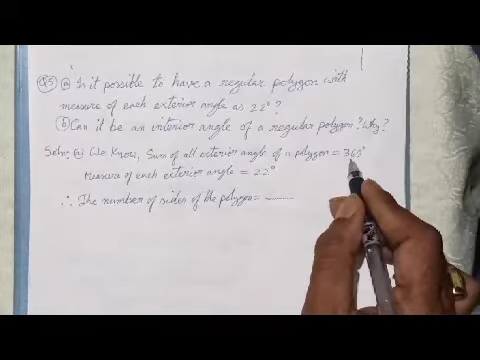 Q5) (a) Is it possible to have a regular polygon with
measure of each exterior angle as 22°?
(b) Can it be an interior angle of a regular polygon? Why?
Soln: (a) We know, Sum of all exterior angle of a polygon = 360°
measure of each exterior angle = 22°
∴ The number of sides of the polygon = ............